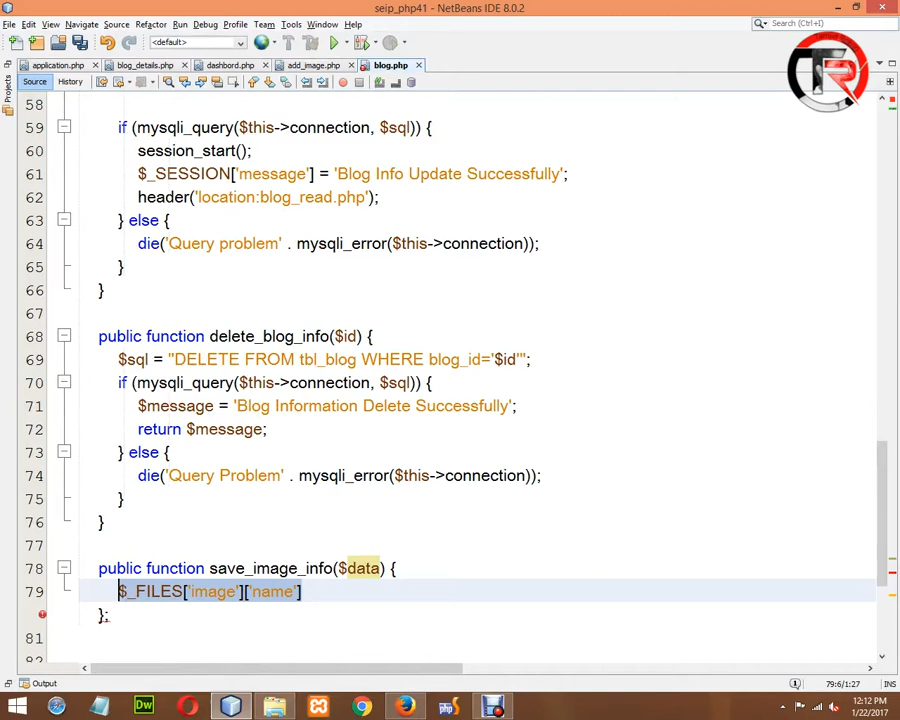 seip_php41 - NetBeans IDE 8.0.2
File Edit View Navigate Source Refactor Run Debug Profile Team Tools Window Help
Search (Ctrl+I)
<default>
application.php blog_details.php dashbord.php add_image.php blog.php
Source History
Projects
TR
58
59 if (mysqli_query($this->connection, $sql)) {
60 session_start();
61 $_SESSION['message'] = 'Blog Info Update Successfully';
62 header('location:blog_read.php');
63 } else {
64 die('Query problem' . mysqli_error($this->connection));
65 }
66 }
67
68 public function delete_blog_info($id) {
69 $sql = "DELETE FROM tbl_blog WHERE blog_id='$id'";
70 if (mysqli_query($this->connection, $sql)) {
71 $message = 'Blog Information Delete Successfully';
72 return $message;
73 } else {
74 die('Query Problem' . mysqli_error($this->connection));
75 }
76 }
77
78 public function save_image_info($data) {
79 $_FILES['image']['name']
};
81
82
Output
79:6/1:27 INS
Dw
php
12:12 PM
1/22/2017